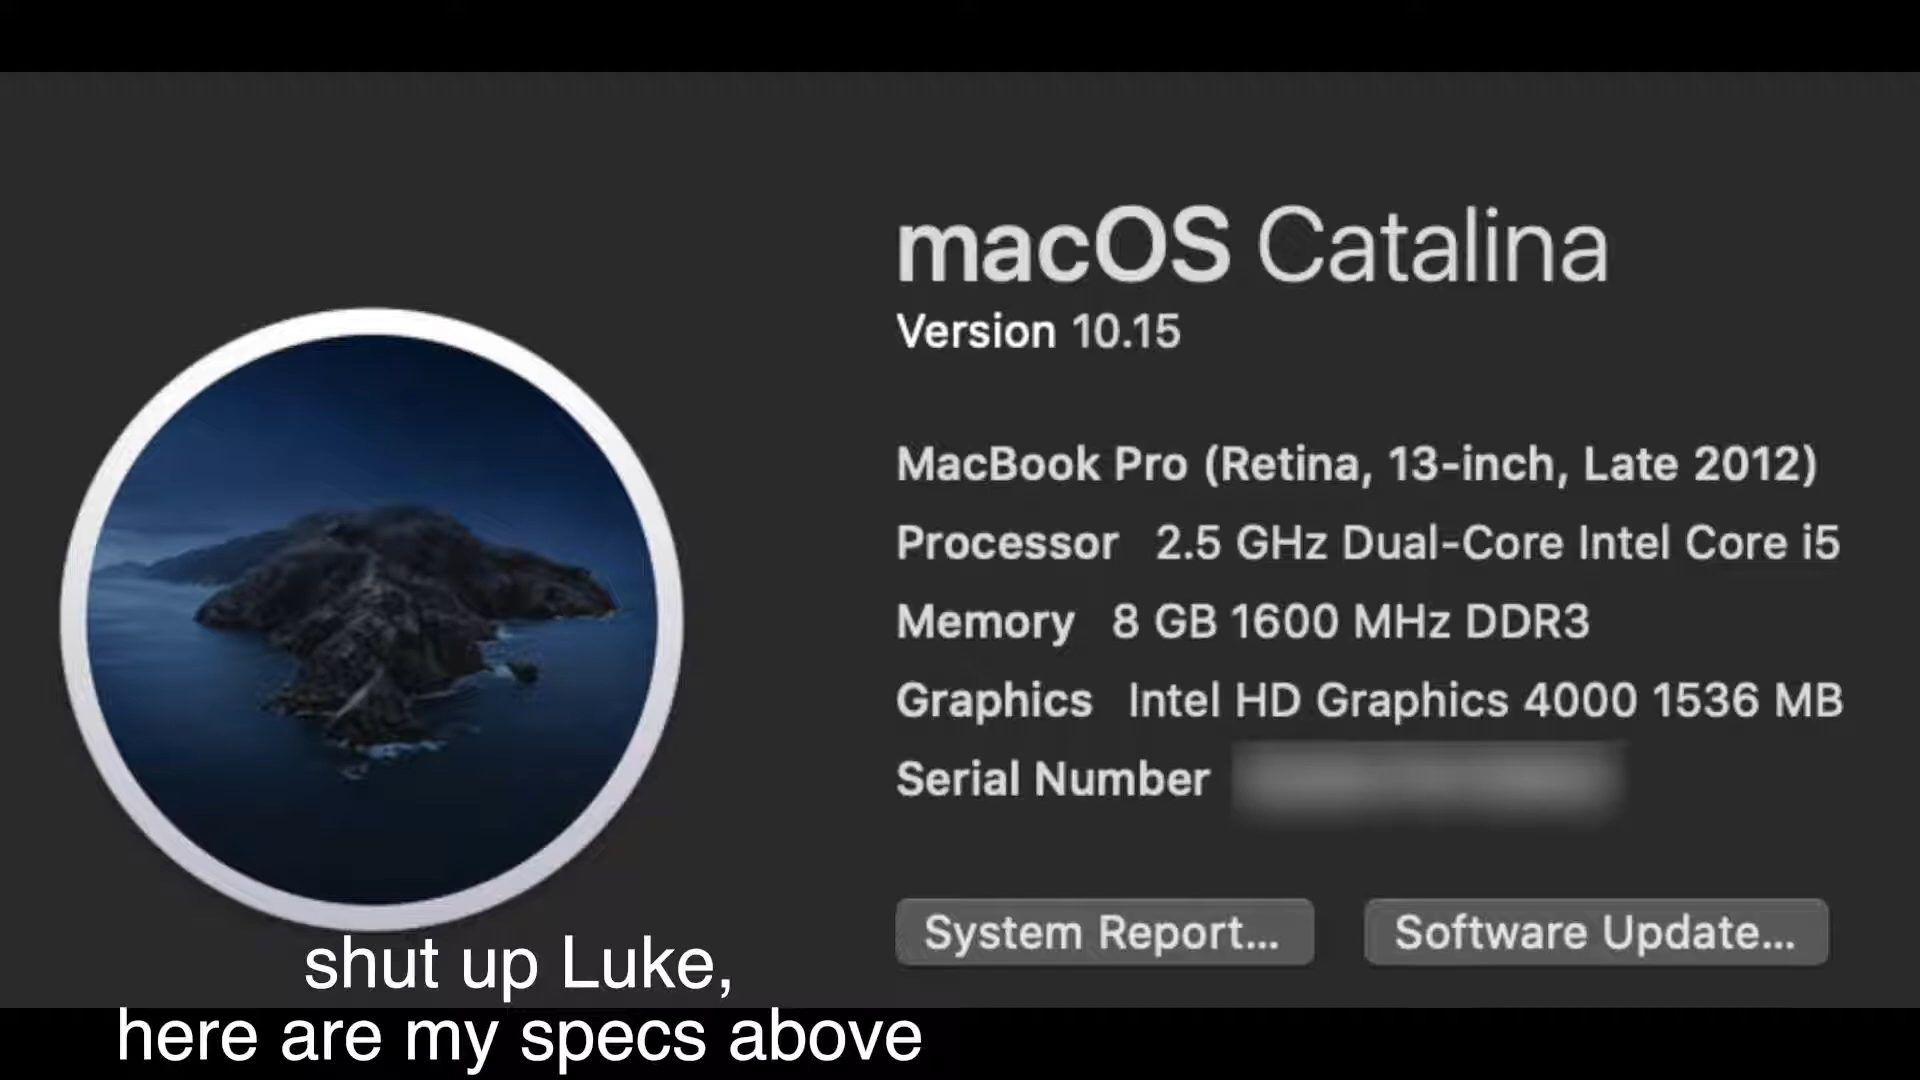 macOS Catalina
Version 10.15
MacBook Pro (Retina, 13-inch, Late 2012)
Processor 2.5 GHz Dual-Core Intel Core i5
Memory 8 GB 1600 MHz DDR3
Graphics Intel HD Graphics 4000 1536 MB
Serial Number
System Report...
Software Update...
shut up Luke,
here are my specs above